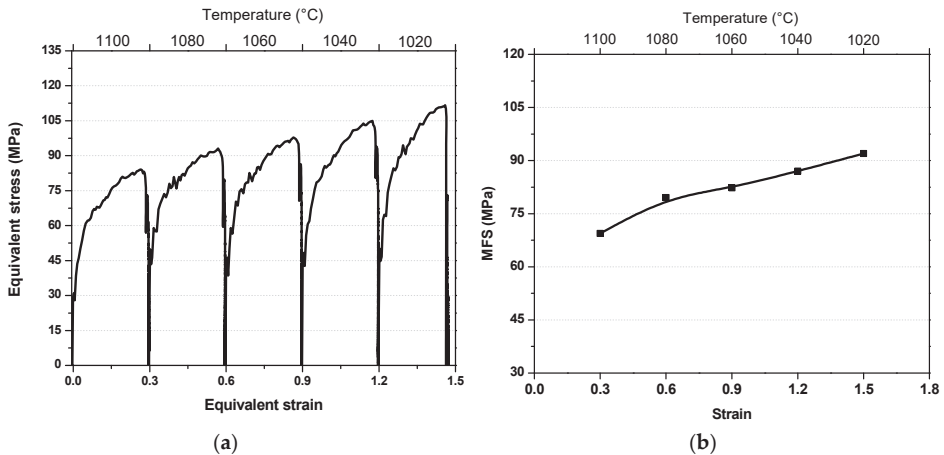 Temperature (°C)
1100 1080 1060 1040 1020
135
120
105
90
75
60
45
30
15
0
Equivalent stress (MPa)
0.0 0.3 0.6 0.9 1.2 1.5
Equivalent strain
(a)
Temperature (°C)
1100 1080 1060 1040 1020
120
105
90
75
60
45
30
MFS (MPa)
0.0 0.3 0.6 0.9 1.2 1.5 1.8
Strain
(b)